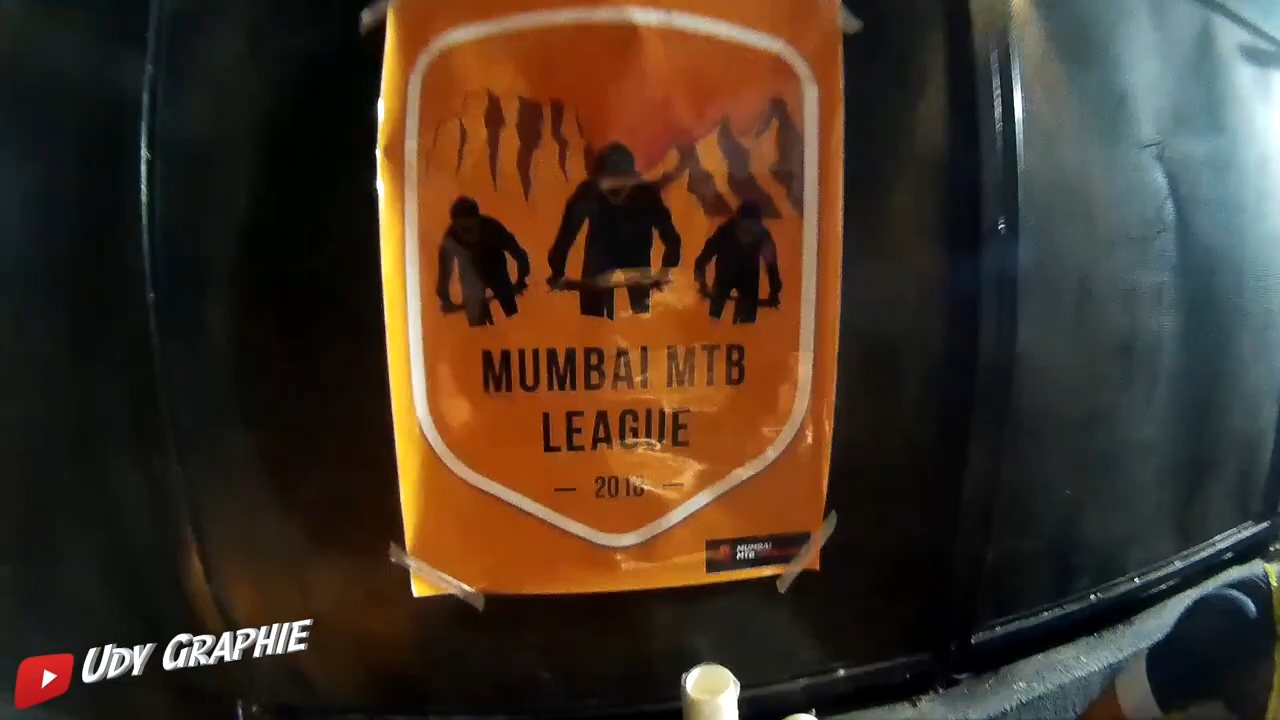 MUMBAI MTB
LEAGUE
— 2018 —
MUMBAI
MTB
UDY GRAPHIE